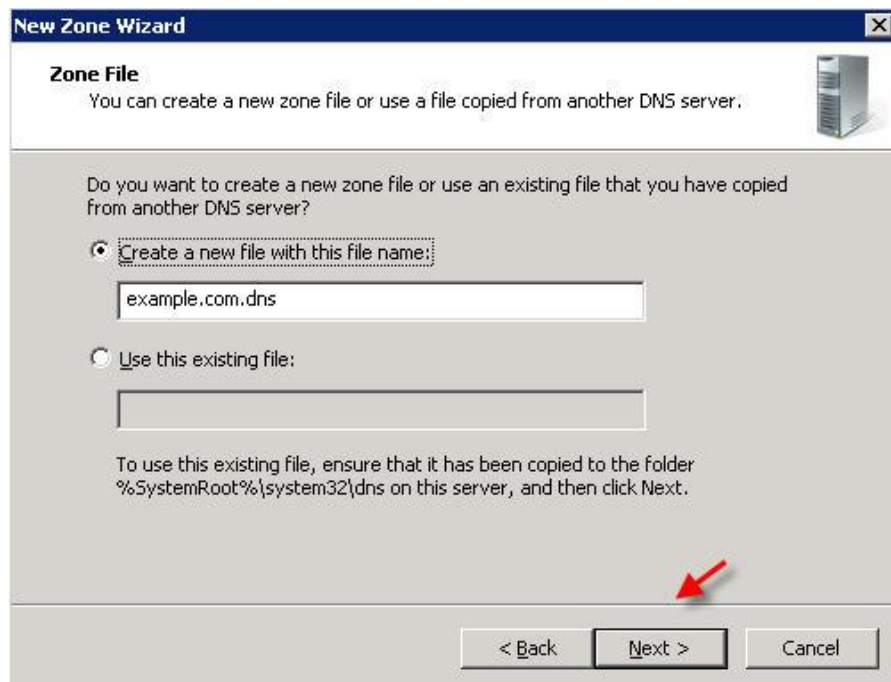 New Zone Wizard
Zone File
You can create a new zone file or use a file copied from another DNS server.
Do you want to create a new zone file or use an existing file that you have copied
from another DNS server?
Create a new file with this file name:
example.com.dns
Use this existing file:
To use this existing file, ensure that it has been copied to the folder
%SystemRoot%\system32\dns on this server, and then click Next.
< Back
Next >
Cancel